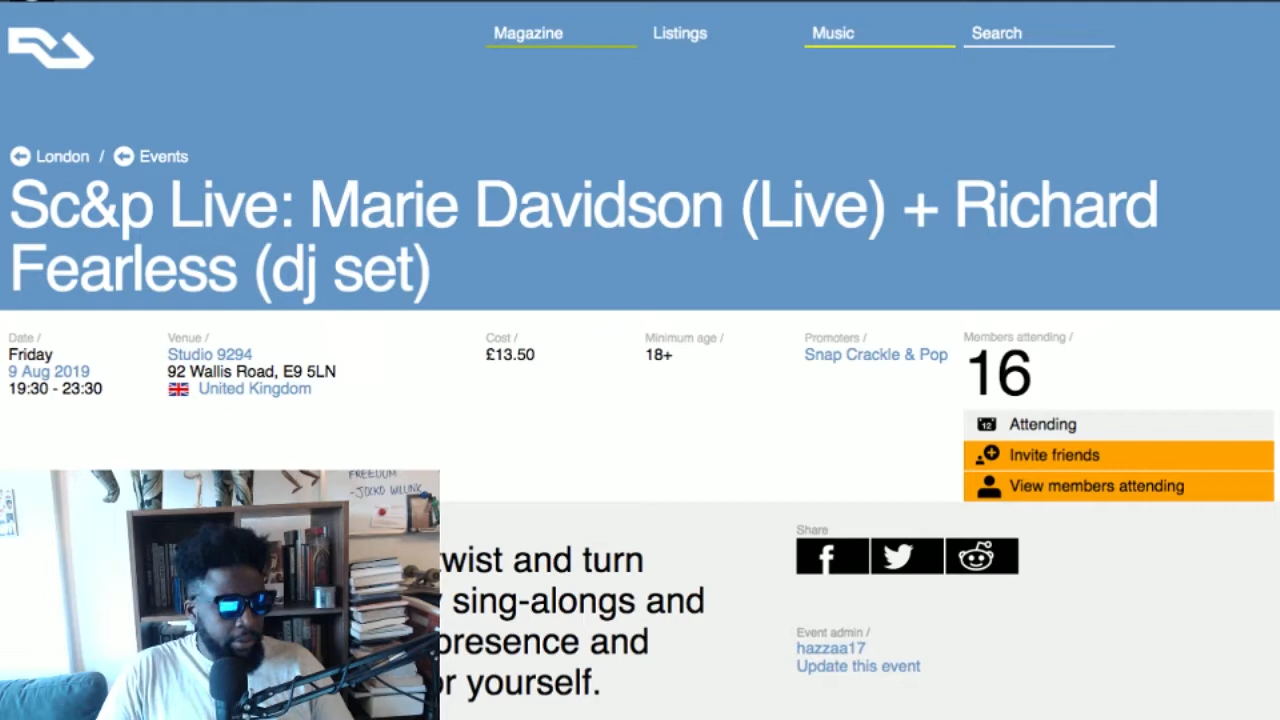 Magazine
Listings
Music
Search
London / Events
Sc&p Live: Marie Davidson (Live) + Richard
Fearless (dj set)
Date /
Friday
9 Aug 2019
19:30 - 23:30
Venue /
Studio 9294
92 Wallis Road, E9 5LN
United Kingdom
Cost /
£13.50
Minimum age /
18+
Promoters /
Snap Crackle & Pop
Members attending /
16
12 Attending
Invite friends
View members attending
FREEDOM
-JOCKO WILLINK
wist and turn
sing-alongs and
presence and
or yourself.
Share
Event admin /
hazzaa17
Update this event